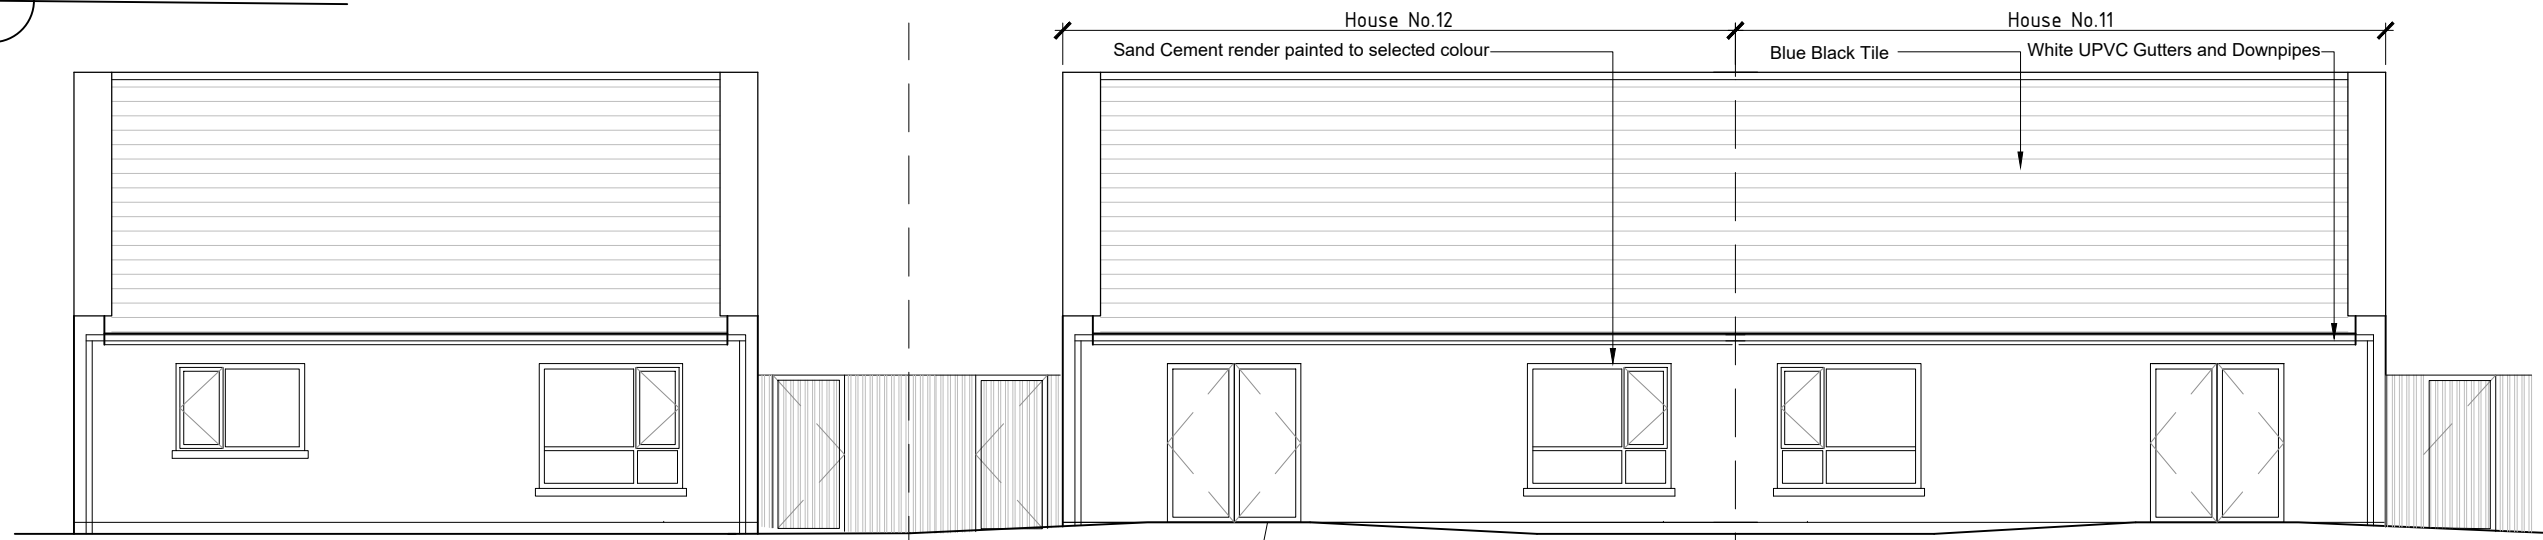 House No.12
House No.11
Sand Cement render painted to selected colour
Blue Black Tile
White UPVC Gutters and Downpipes